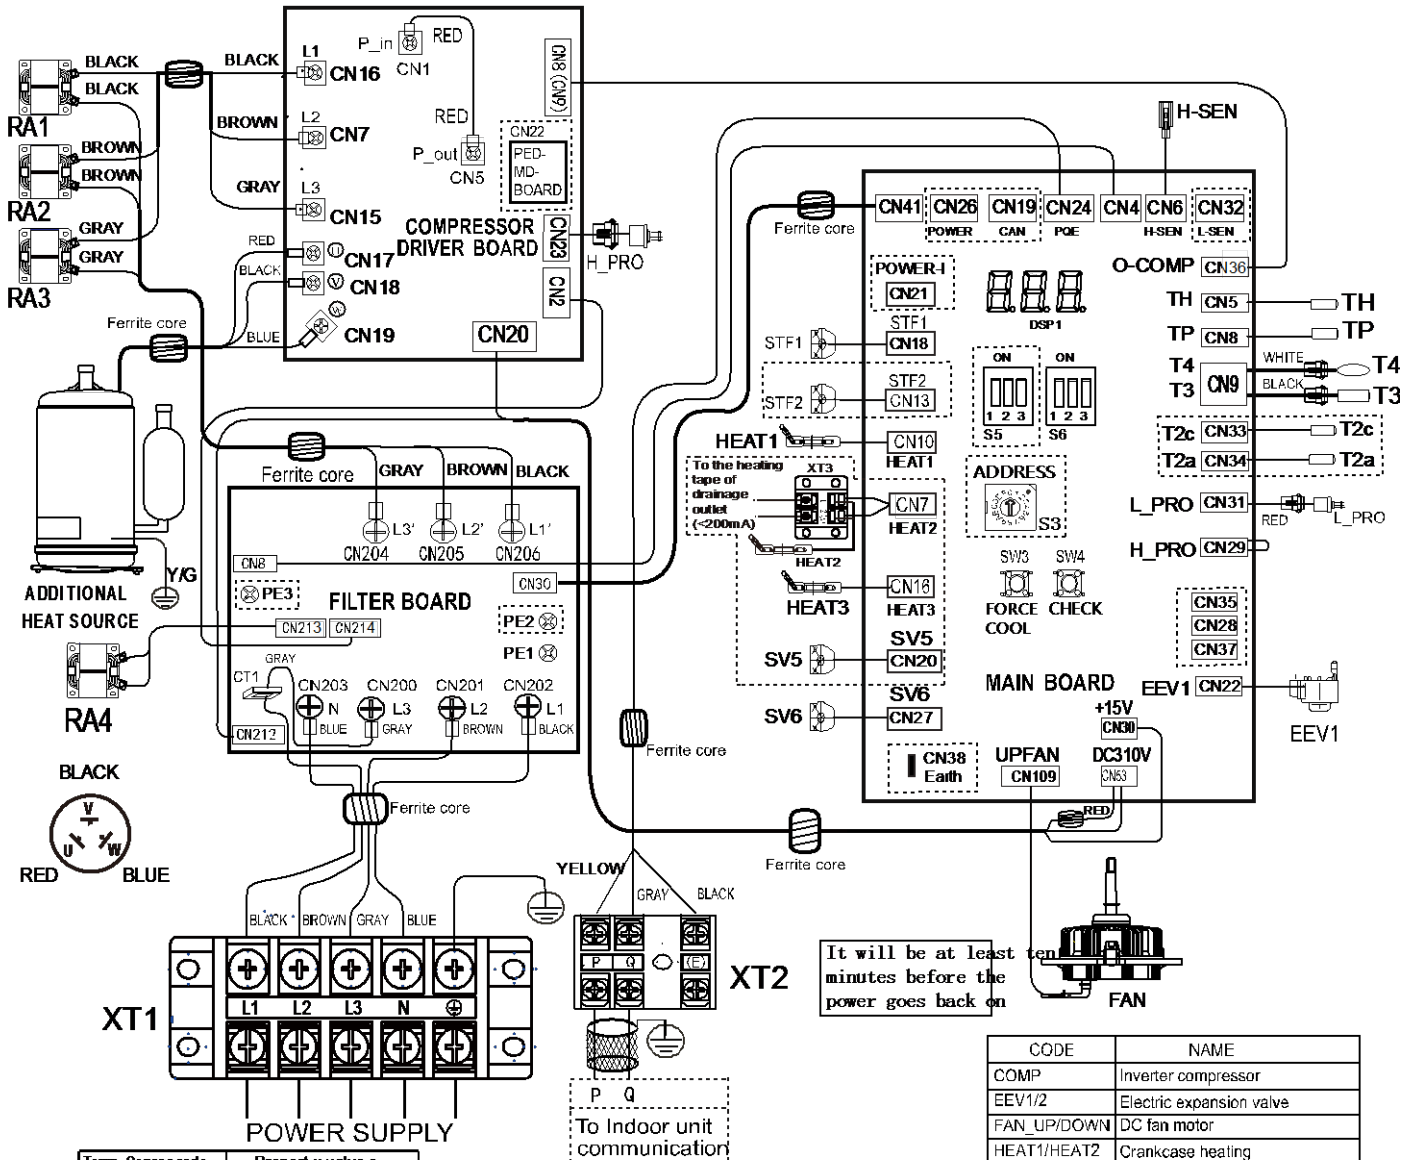 BLACK
BLACK
RA1
BROWN
BROWN
RA2
GRAY
GRAY
RA3
BLACK
L1
CN16
P_in
CN1
RED
BROWN
L2
CN7
RED
P_out
CN5
CN22
PED-
MD-
BOARD
CN8 (CN9)
GRAY
L3
CN15
COMPRESSOR
DRIVER BOARD
CN23
H_PRO
CN2
RED
U
CN17
BLACK
V
CN18
W
BLUE
CN19
CN20
Ferrite core
H-SEN
Ferrite core
CN41
CN26
POWER
CN19
CAN
CN24
PQE
CN4
CN6
H-SEN
CN32
L-SEN
O-COMP
CN36
POWER-I
CN21
DSP1
TH
CN5
TH
TP
CN8
TP
STF1
STF1
CN18
STF2
STF2
CN13
ON
1 2 3
S5
ON
1 2 3
S6
T4
T3
CN9
WHITE
T4
BLACK
T3
T2c
CN33
T2c
T2a
CN34
T2a
HEAT1
CN10
HEAT1
To the heating
tape of
drainage
outlet
(<200mA)
XT3
CN7
HEAT2
HEAT2
ADDRESS
S3
L_PRO
CN31
RED
L_PRO
H_PRO
CN29
HEAT3
CN16
HEAT3
SW3
FORCE
COOL
SW4
CHECK
CN35
CN28
CN37
SV5
SV5
CN20
SV6
SV6
CN27
MAIN BOARD
EEV1
CN22
EEV1
+15V
CN30
CN38
Earth
UPFAN
CN109
DC310V
CN53
RED
Ferrite core
GRAY
BROWN
BLACK
L3'
CN204
L2'
CN205
L1'
CN206
CN8
CN30
PE3
FILTER BOARD
PE2
PE1
CN213
CN214
Y/G
ADDITIONAL
HEAT SOURCE
RA4
GRAY
CT1
CN203
N
BLUE
CN200
L3
GRAY
CN201
L2
BROWN
CN202
L1
BLACK
CN212
Ferrite core
Ferrite core
Ferrite core
BLACK
V
U
W
RED
BLUE
BLACK
BROWN
GRAY
BLUE
XT1
L1
L2
L3
N
POWER SUPPLY
YELLOW
GRAY
BLACK
P
Q
(E)
XT2
P
Q
To Indoor unit
communication
It will be at least ten
minutes before the
power goes back on
FAN
CODE NAME
COMP Inverter compressor
EEV1/2 Electric expansion valve
FAN_UP/DOWN DC fan motor
HEAT1/HEAT2 Crankcase heating